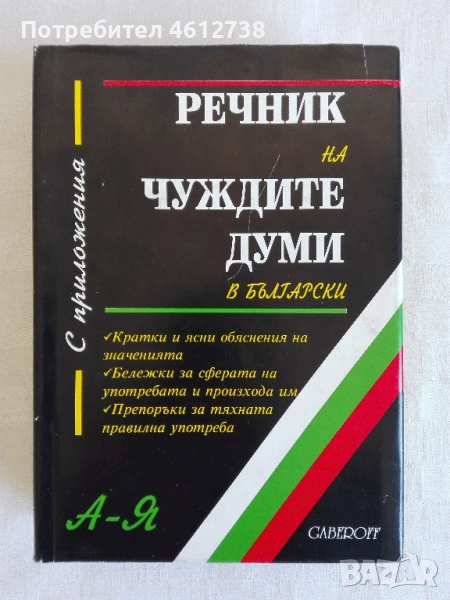 Потребител 4612738
С приложения
РЕЧНИК
НА
ЧУЖДИТЕ
ДУМИ
В БЪЛГАРСКИ
✓Кратки и ясни обяснения на
значенията
✓Бележки за сферата на
употребата и произхода им
✓Препоръки за тяхната
правилна употреба
А-Я
GABEROFF
BAZAR